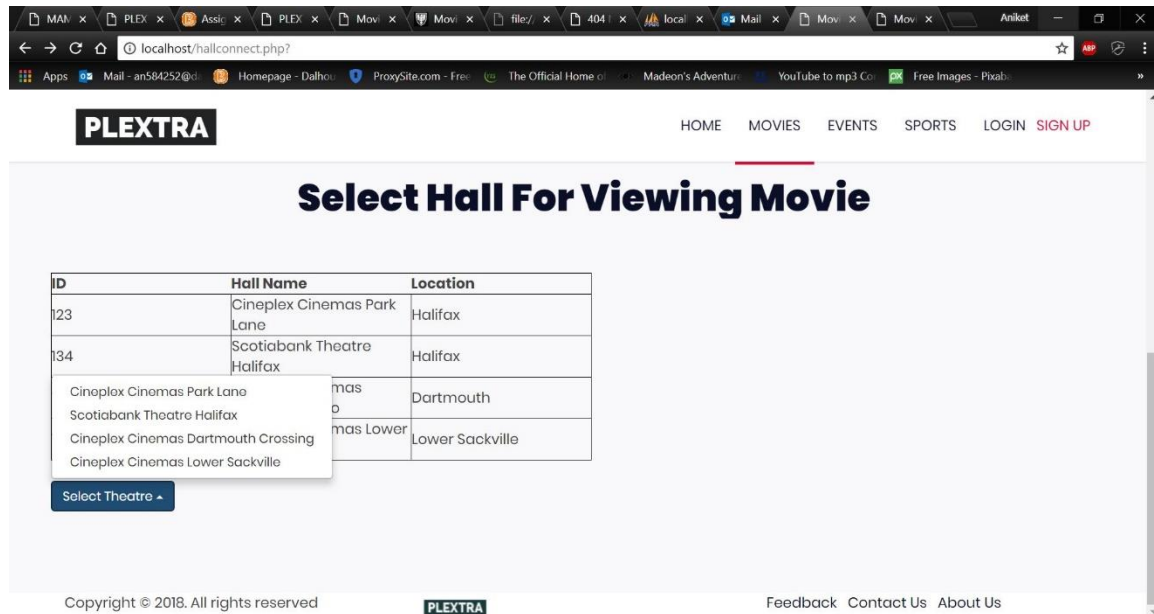 MAN
PLEX
Assig
PLEX
Movi
Movi
file://
404
local
Mail
Movi
Movi
Aniket
localhost/hallconnect.php?
ABP
Apps
Mail - an584252@da
Homepage - Dalhou
ProxySite.com - Free
The Official Home of
Madeon's Adventure
YouTube to mp3 Co
px
Free Images - Pixaba
»
PLEXTRA
HOME MOVIES EVENTS SPORTS LOGIN SIGN UP
Select Hall For Viewing Movie
ID Hall Name Location
123 Cineplex Cinemas Park Lane Halifax
134 Scotiabank Theatre Halifax Halifax
mas
o
Dartmouth
mas Lower
Lower Sackville
Cineplex Cinemas Park Lane
Scotiabank Theatre Halifax
Cineplex Cinemas Dartmouth Crossing
Cineplex Cinemas Lower Sackville
Select Theatre
Copyright © 2018. All rights reserved
PLEXTRA
Feedback Contact Us About Us